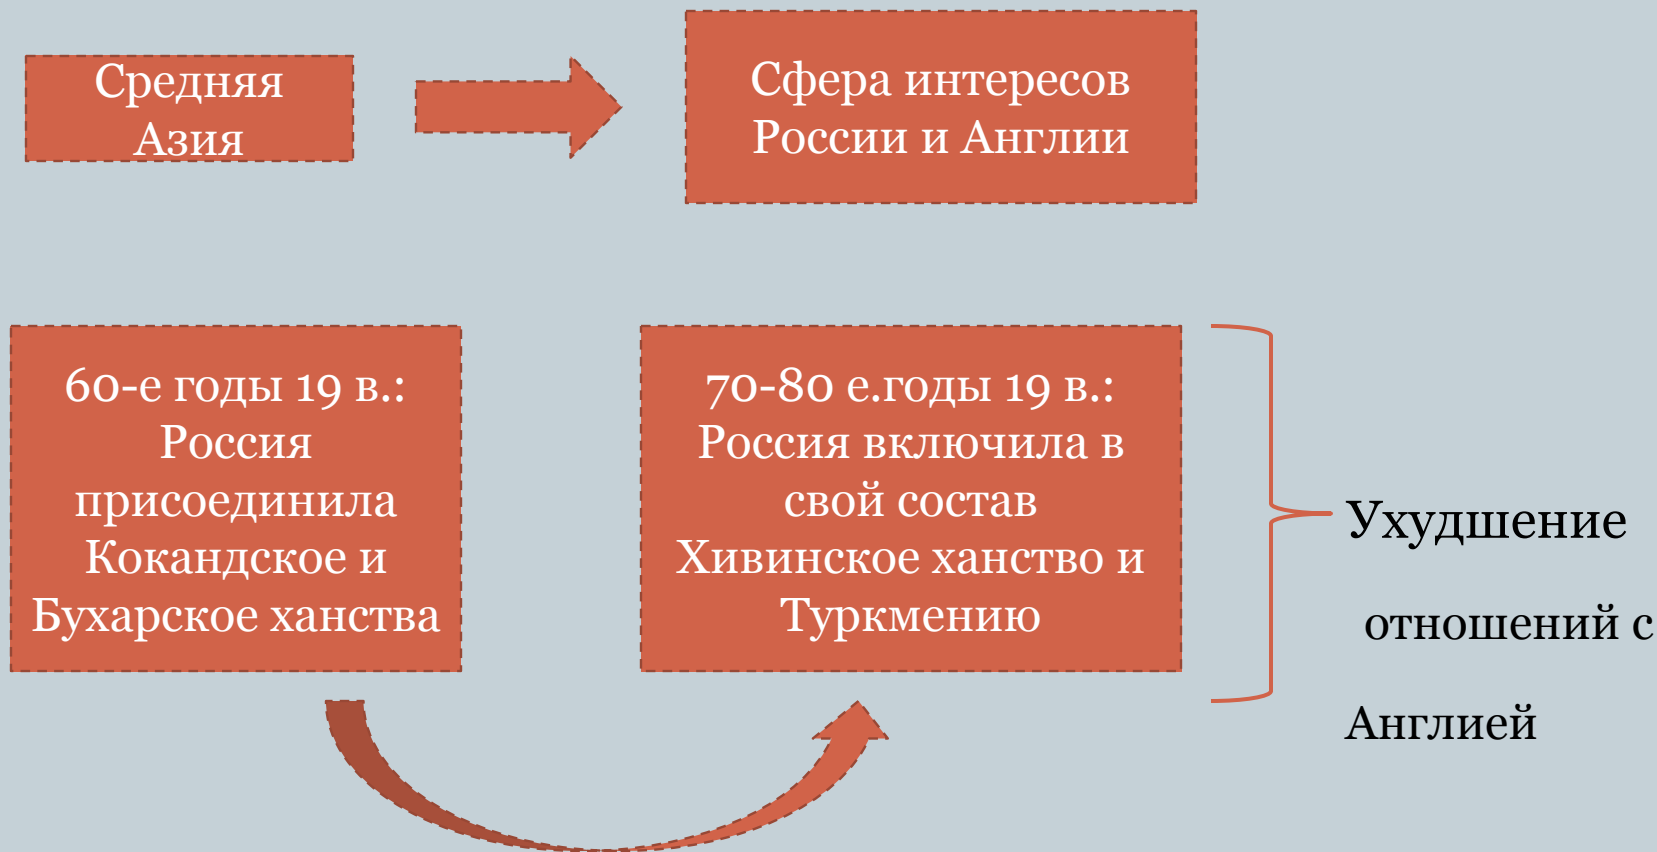 Средняя
Азия
Сфера интересов
России и Англии
60-е годы 19 в.:
Россия
присоединила
Кокандское и
Бухарское ханства
70-80 е.годы 19 в.:
Россия включила в
свой состав
Хивинское ханство и
Туркмению
Ухудшение
отношений с
Англией